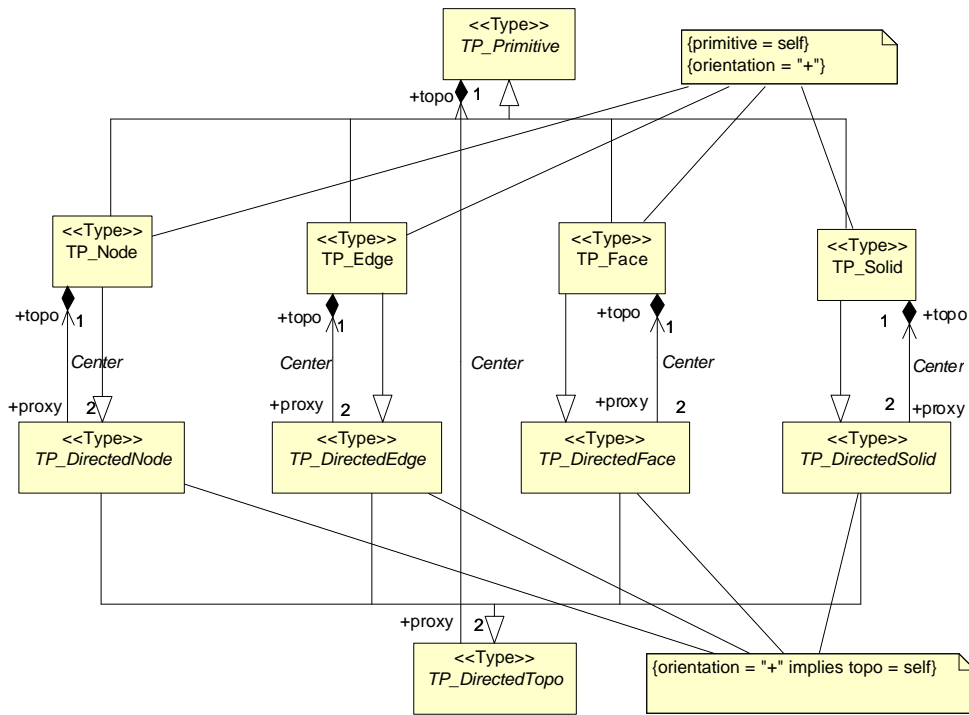 <<Type>>
TP_Primitive
{primitive = self}
{orientation = "+"}
+topo
1
<<Type>>
TP_Node
<<Type>>
TP_Edge
<<Type>>
TP_Face
<<Type>>
TP_Solid
+topo
1
+topo
1
+topo
1
1
+topo
Center
Center
Center
Center
Center
+proxy
2
+proxy
2
+proxy
2
2
+proxy
<<Type>>
TP_DirectedNode
<<Type>>
TP_DirectedEdge
<<Type>>
TP_DirectedFace
<<Type>>
TP_DirectedSolid
+proxy
2
<<Type>>
TP_DirectedTopo
{orientation = "+" implies topo = self}